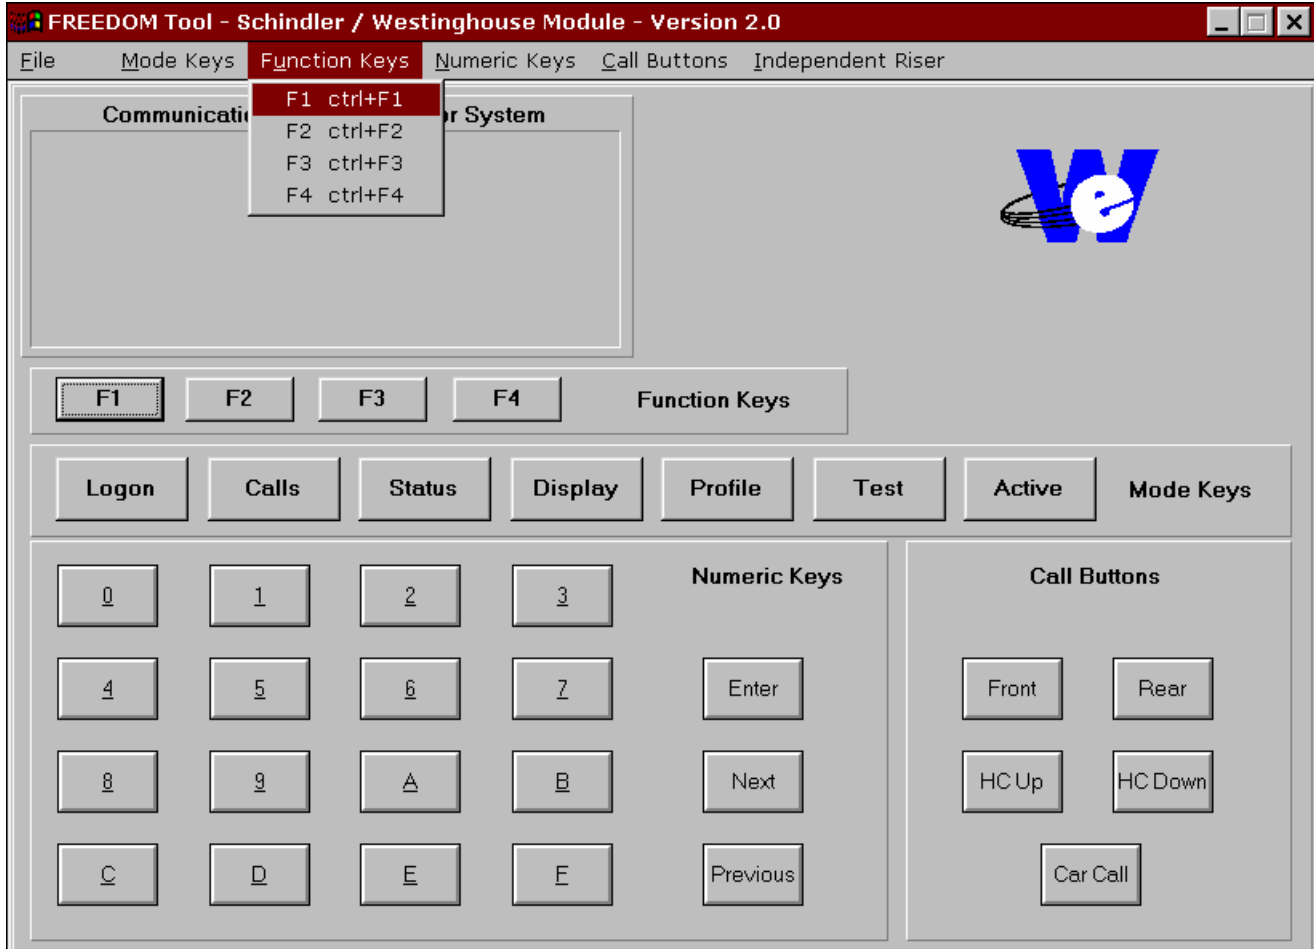 FREEDOM Tool - Schindler / Westinghouse Module - Version 2.0
File Mode Keys Function Keys Numeric Keys Call Buttons Independent Riser
F1 ctrl+F1
F2 ctrl+F2
F3 ctrl+F3
F4 ctrl+F4
System
We
F1 F2 F3 F4 Function Keys
Logon Calls Status Display Profile Test Active Mode Keys
Numeric Keys
0 1 2 3
4 5 6 7 Enter
8 9 A B Next
C D E F Previous
Call Buttons
Front Rear
HC Up HC Down
Car Call